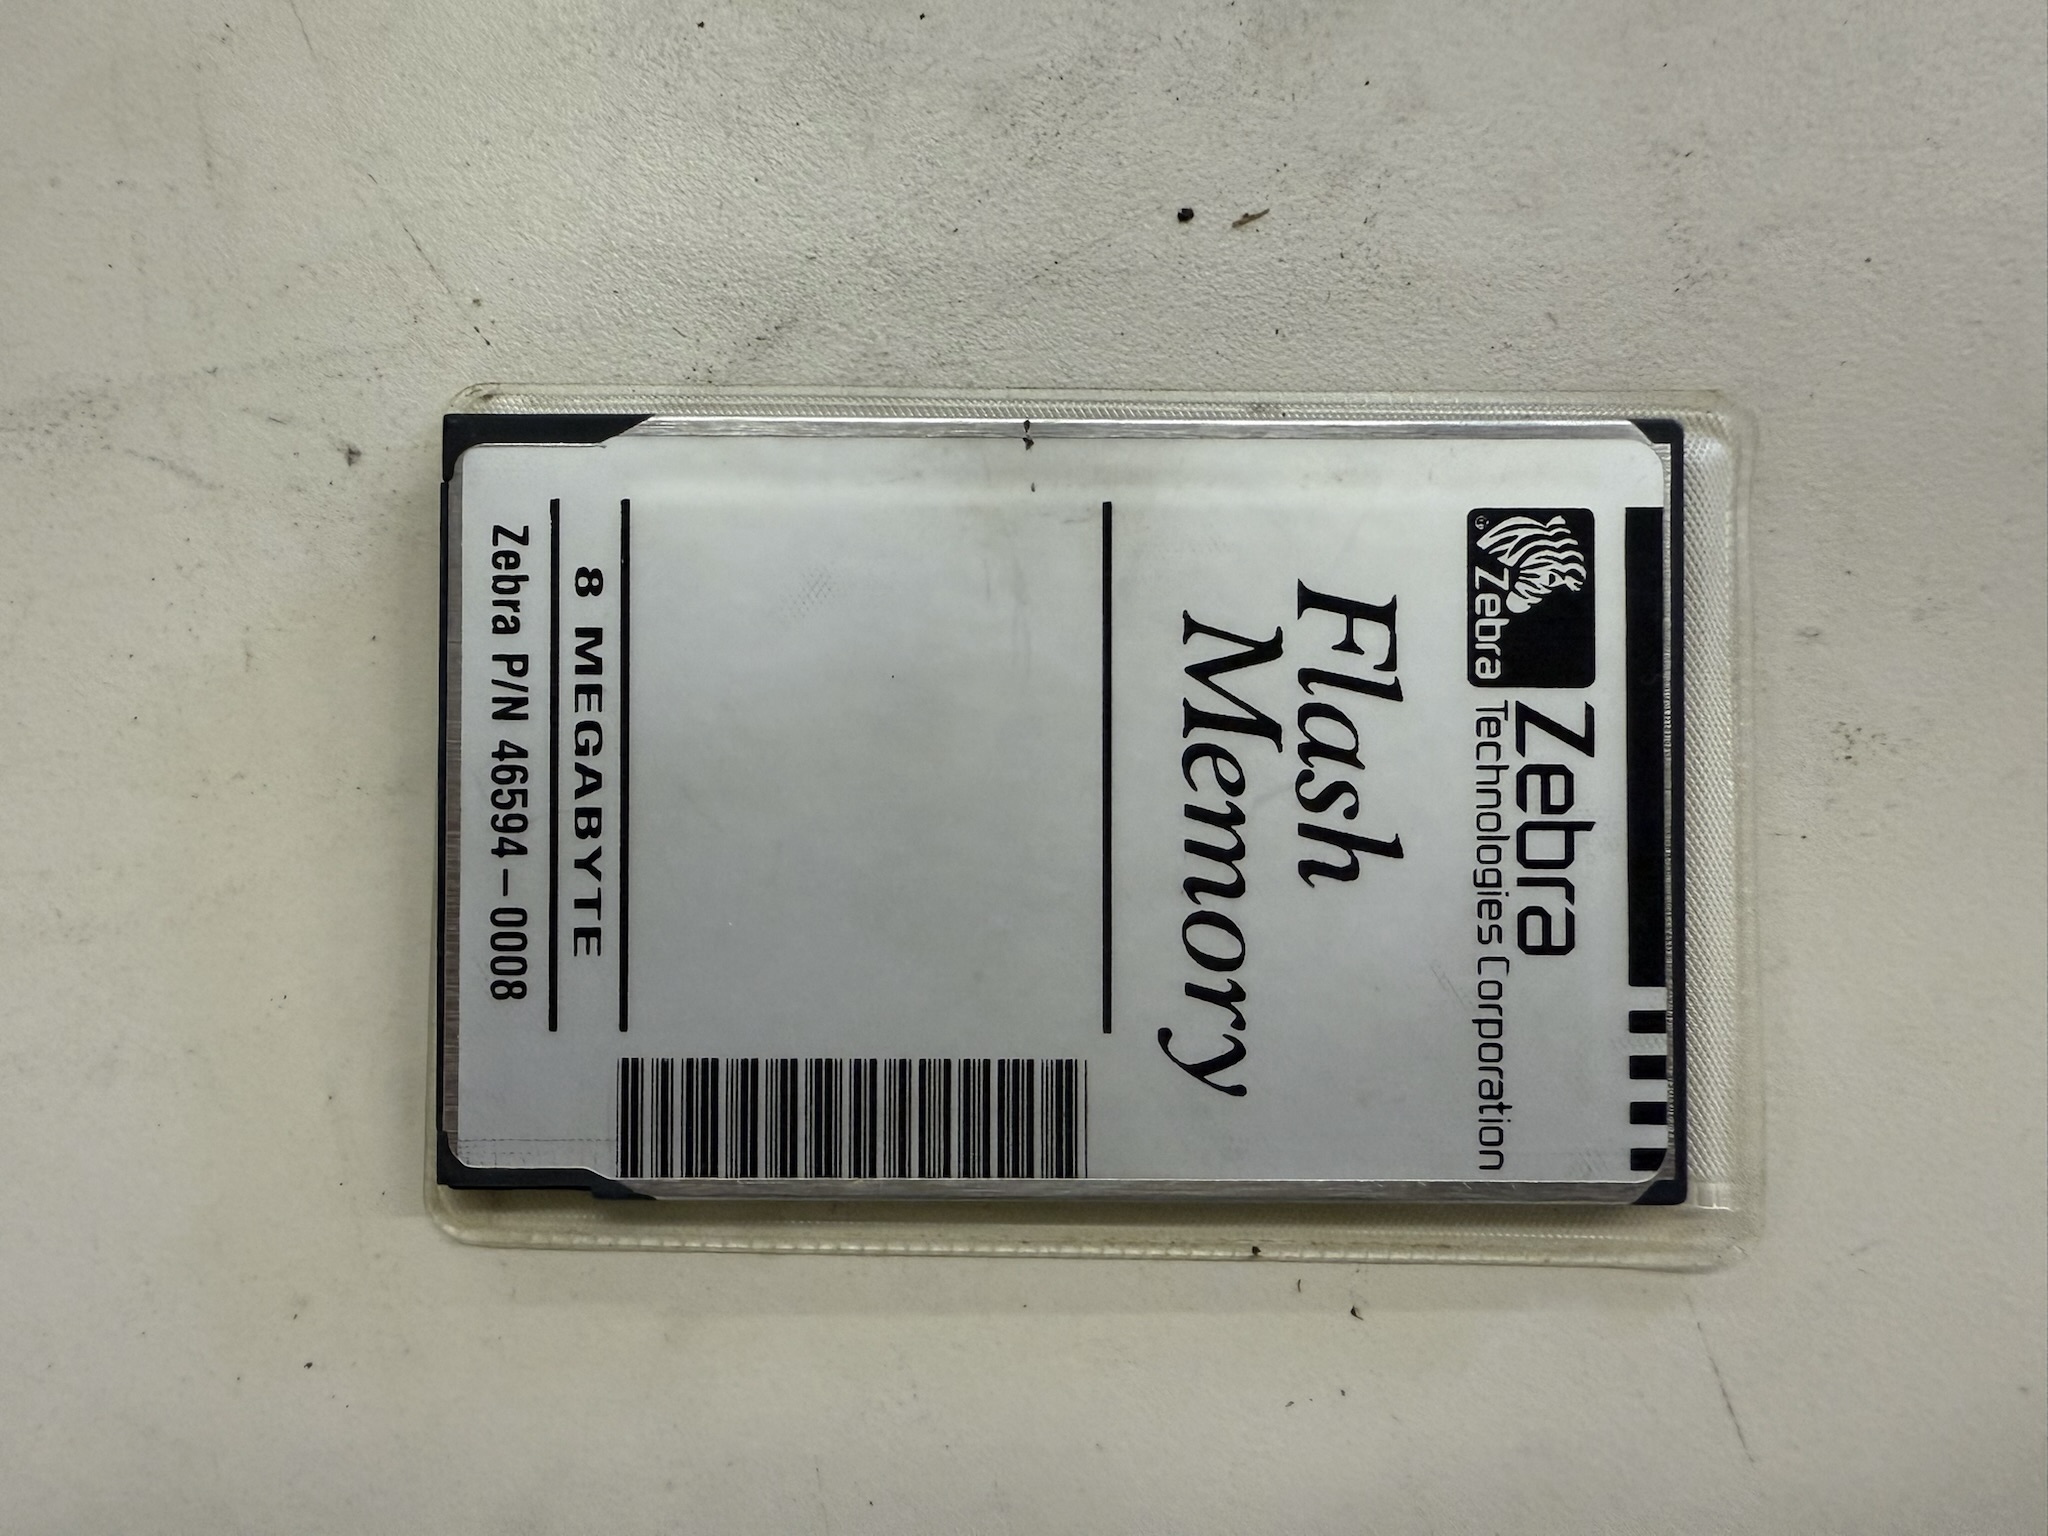 Zebra
Zebra
Technologies Corporation
Flash
Memory
8 MEGABYTE
Zebra P/N 46594-0008